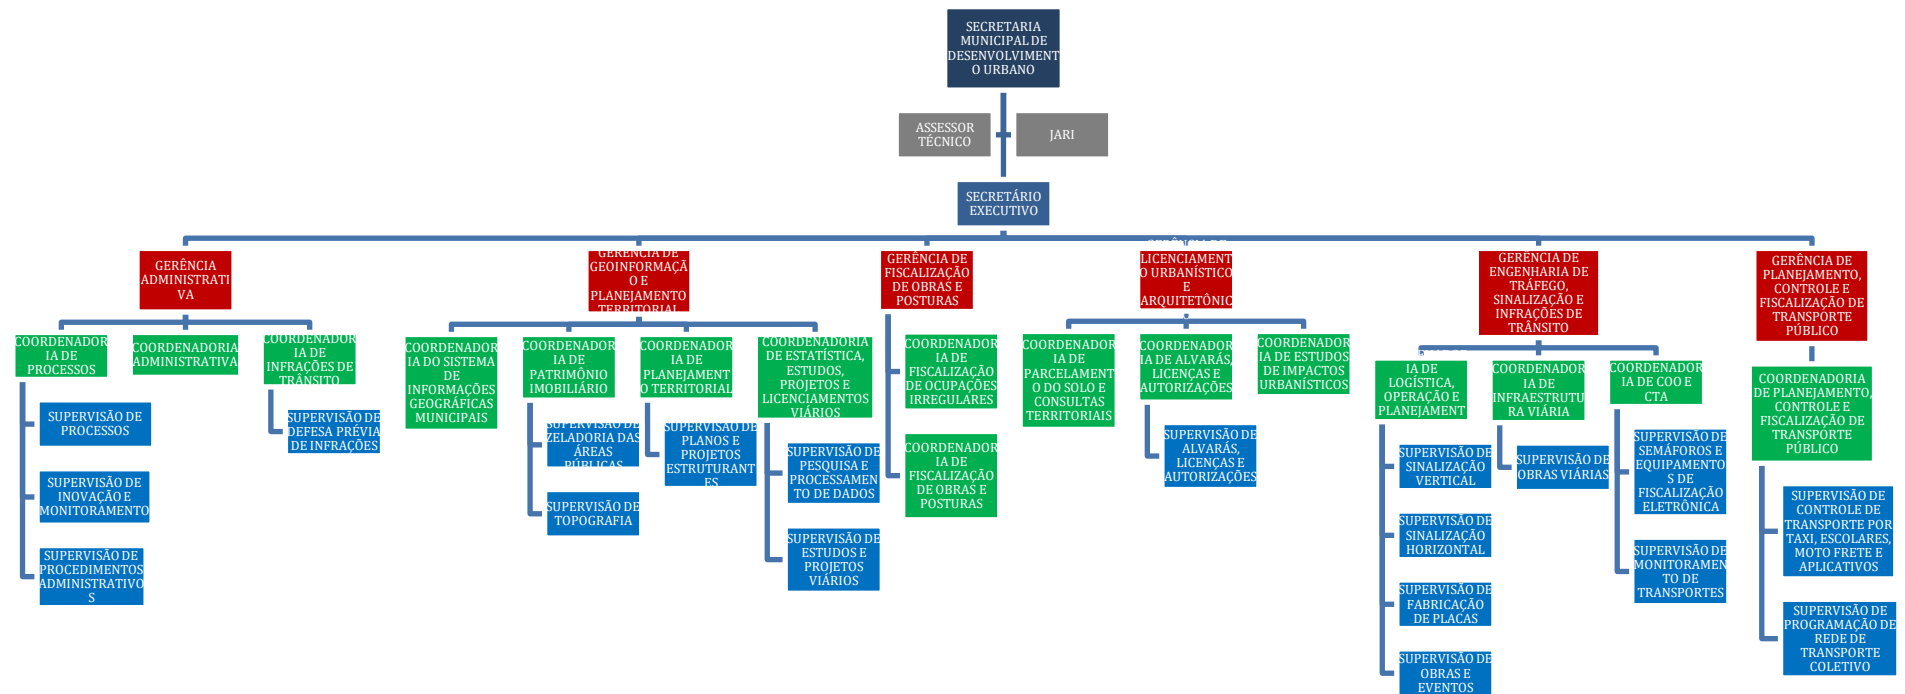 SECRETARIA
MUNICIPAL DE
DESENVOLVIMENT
O URBANO
ASSESSOR
TÉCNICO
JARI
SECRETÁRIO
EXECUTIVO
GERÊNCIA
ADMINISTRATI
VA
COORDENADOR
IA DE
PROCESSOS
SUPERVISÃO DE
PROCESSOS
SUPERVISÃO DE
INOVAÇÃO E
MONITORAMENTO
SUPERVISÃO DE
PROCEDIMENTOS
ADMINISTRATIVO
S
COORDENADORIA
ADMINISTRATIVA
COORDENADOR
IA DE
INFRAÇÕES DE
TRÂNSITO
SUPERVISÃO DE
DEFESA PRÉVIA
DE INFRAÇÕES
GERÊNCIA DE
GEOINFORMAÇÃ
O E
PLANEJAMENTO
TERRITORIAL
COORDENADOR
IA DO SISTEMA
DE
INFORMAÇÕES
GEOGRÁFICAS
MUNICIPAIS
COORDENADOR
IA DE
PATRIMÔNIO
IMOBILIÁRIO
SUPERVISÃO DE
ZELADORIA DAS
ÁREAS
PÚBLICAS
SUPERVISÃO DE
TOPOGRAFIA
COORDENADOR
IA DE
PLANEJAMENT
O TERRITORIAL
SUPERVISÃO DE
PLANOS E
PROJETOS
ESTRUTURANT
ES
COORDENADORIA
DE ESTATÍSTICA,
ESTUDOS,
PROJETOS E
LICENCIAMENTOS
VIÁRIOS
SUPERVISÃO DE
PESQUISA E
PROCESSAMEN
TO DE DADOS
SUPERVISÃO DE
ESTUDOS E
PROJETOS
VIÁRIOS
GERÊNCIA DE
FISCALIZAÇÃO
DE OBRAS E
POSTURAS
COORDENADOR
IA DE
FISCALIZAÇÃO
DE OCUPAÇÕES
IRREGULARES
COORDENADOR
IA DE
FISCALIZAÇÃO
DE OBRAS E
POSTURAS
GERÊNCIA DE
LICENCIAMENT
O URBANÍSTICO
E
ARQUITETÔNIC
COORDENADOR
IA DE
PARCELAMENT
O DO SOLO E
CONSULTAS
TERRITORIAIS
COORDENADOR
IA DE ALVARÁS,
LICENÇAS E
AUTORIZAÇÕES
SUPERVISÃO DE
ALVARÁS,
LICENÇAS E
AUTORIZAÇÕES
COORDENADOR
IA DE ESTUDOS
DE IMPACTOS
URBANÍSTICOS
GERÊNCIA DE
ENGENHARIA DE
TRÁFEGO,
SINALIZAÇÃO E
INFRAÇÕES DE
TRÂNSITO
IA DE
LOGÍSTICA,
OPERAÇÃO E
PLANEJAMENT
SUPERVISÃO DE
SINALIZAÇÃO
VERTICAL
SUPERVISÃO DE
SINALIZAÇÃO
HORIZONTAL
SUPERVISÃO DE
FABRICAÇÃO
DE PLACAS
SUPERVISÃO DE
OBRAS E
EVENTOS
COORDENADOR
IA DE
INFRAESTRUTU
RA VIÁRIA
SUPERVISÃO DE
OBRAS VIÁRIAS
COORDENADOR
IA DE COO E
CTA
SUPERVISÃO DE
SEMÁFOROS E
EQUIPAMENTO
S DE
FISCALIZAÇÃO
ELETRÔNICA
SUPERVISÃO DE
MONITORAMEN
TO DE
TRANSPORTES
GERÊNCIA DE
PLANEJAMENTO,
CONTROLE E
FISCALIZAÇÃO DE
TRANSPORTE
PÚBLICO
COORDENADORIA
DE PLANEJAMENTO,
CONTROLE E
FISCALIZAÇÃO DE
TRANSPORTE
PÚBLICO
SUPERVISÃO DE
CONTROLE DE
TRANSPORTE POR
TAXI, ESCOLARES,
MOTO FRETE E
APLICATIVOS
SUPERVISÃO DE
PROGRAMAÇÃO DE
REDE DE
TRANSPORTE
COLETIVO